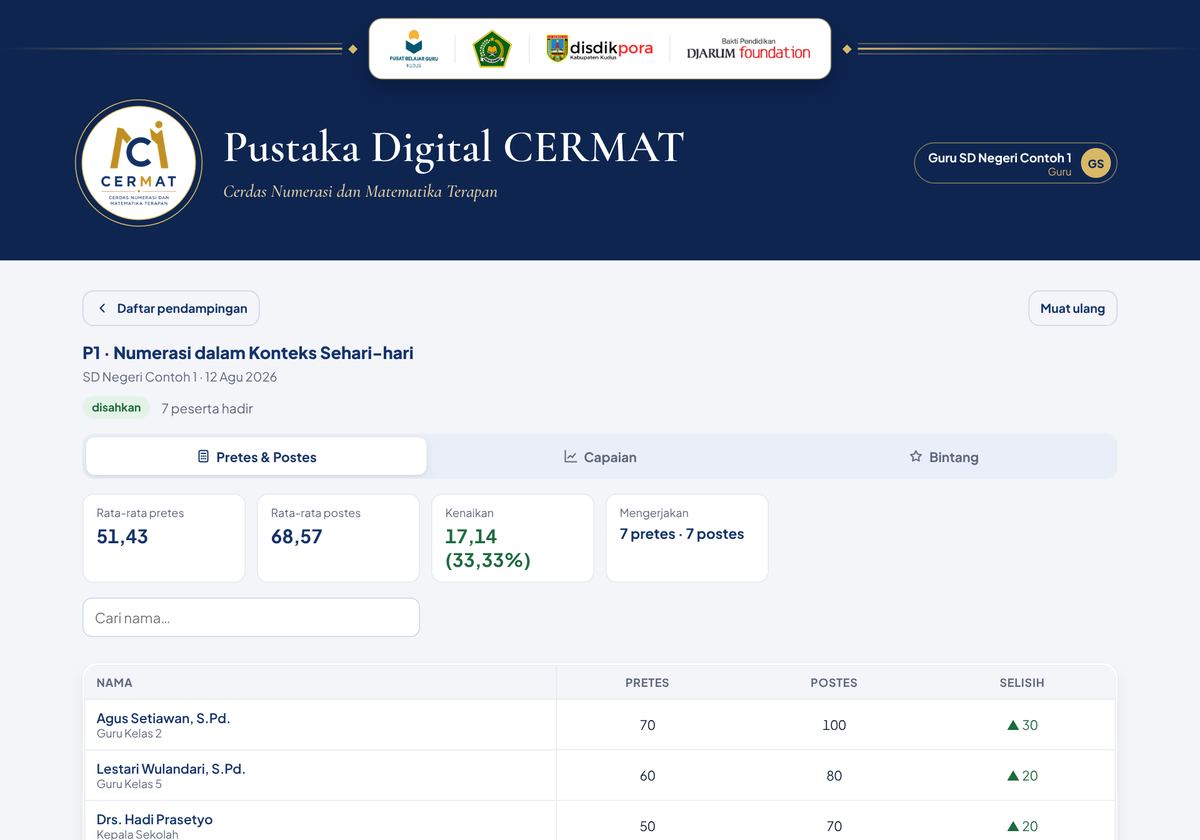 PUSAT BELAJAR GURU
KUDUS
disdikpora
Kabupaten Kudus
Bakti Pendidikan
DJARUM foundation
MC
CERMAT
CERDAS NUMERASI DAN
MATEMATIKA TERAPAN
Pustaka Digital CERMAT
Cerdas Numerasi dan Matematika Terapan
Guru SD Negeri Contoh 1
Guru
GS
Daftar pendampingan
Muat ulang
P1 · Numerasi dalam Konteks Sehari-hari
SD Negeri Contoh 1 · 12 Agu 2026
disahkan 7 peserta hadir
Pretes & Postes Capaian Bintang
Rata-rata pretes
51,43
Rata-rata postes
68,57
Kenaikan
17,14
(33,33%)
Mengerjakan
7 pretes · 7 postes
Cari nama...
NAMA PRETES POSTES SELISIH
Agus Setiawan, S.Pd.
Guru Kelas 2
70 100 ▲ 30
Lestari Wulandari, S.Pd.
Guru Kelas 5
60 80 ▲ 20
Drs. Hadi Prasetyo
Kepala Sekolah
50 70 ▲ 20